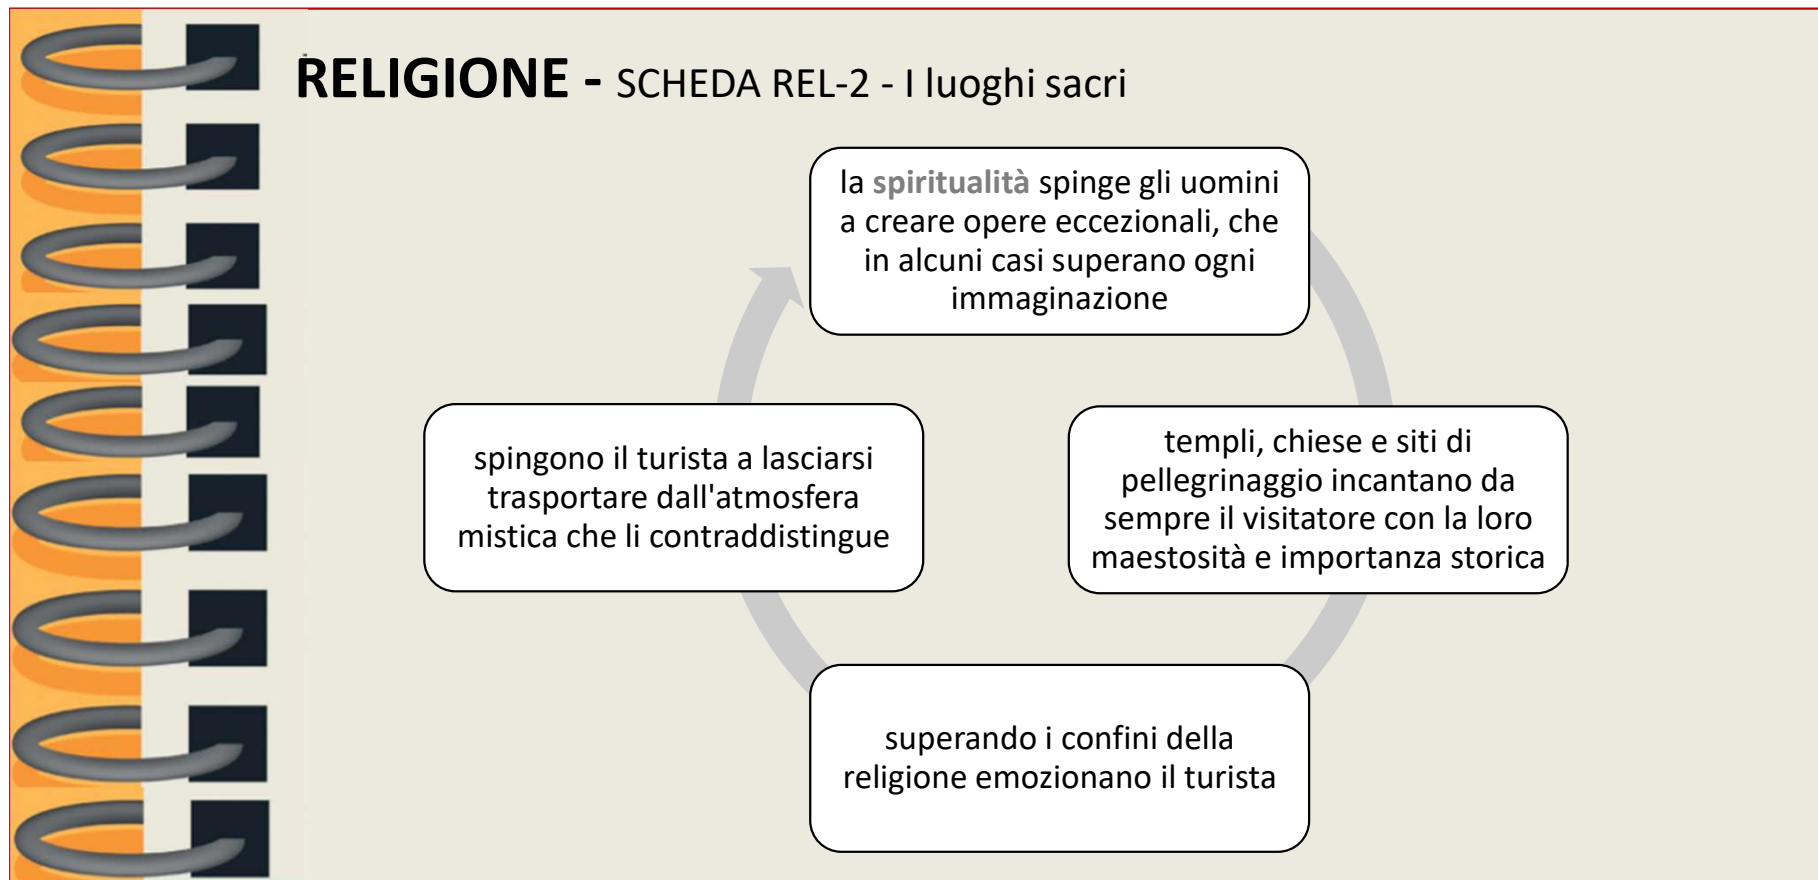 RELIGIONE - SCHEDA REL-2 - I luoghi sacri
la spiritualità spinge gli uomini
a creare opere eccezionali, che
in alcuni casi superano ogni
immaginazione
templi, chiese e siti di
pellegrinaggio incantano da
sempre il visitatore con la loro
maestosità e importanza storica
superando i confini della
religione emozionano il turista
spingono il turista a lasciarsi
trasportare dall'atmosfera
mistica che li contraddistingue